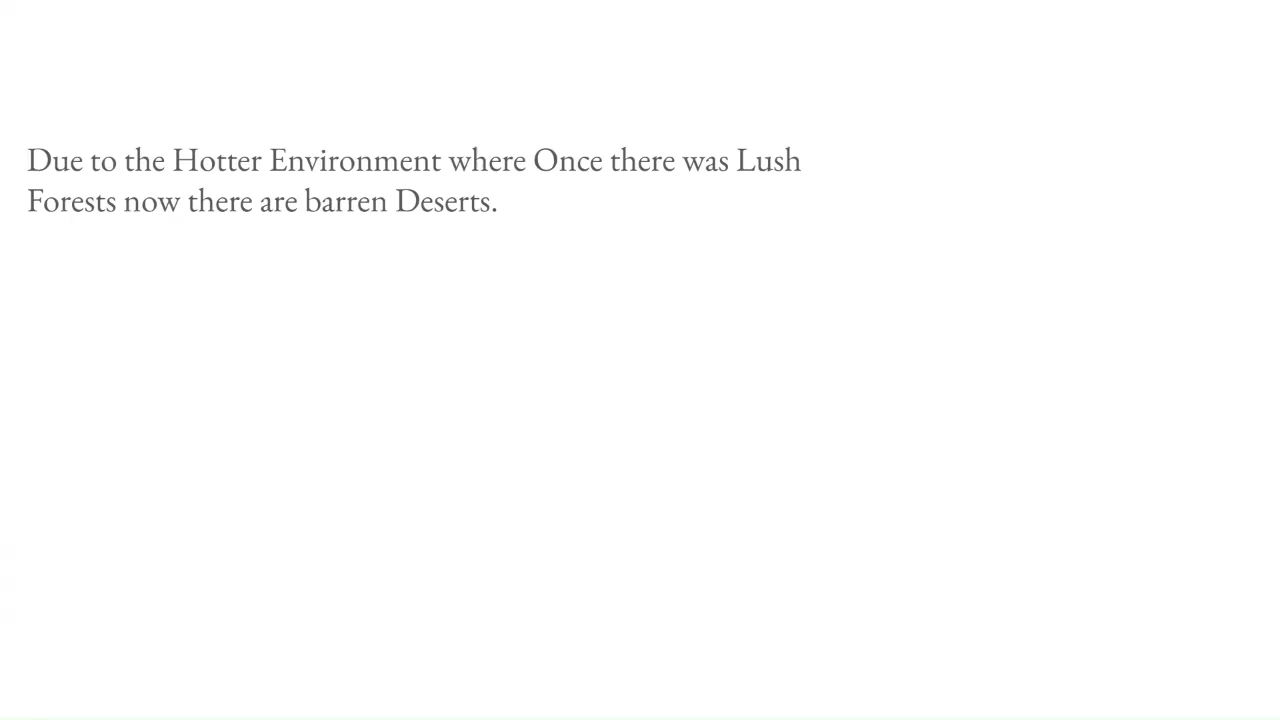 Due to the Hotter Environment where Once there was Lush
Forests now there are barren Deserts.